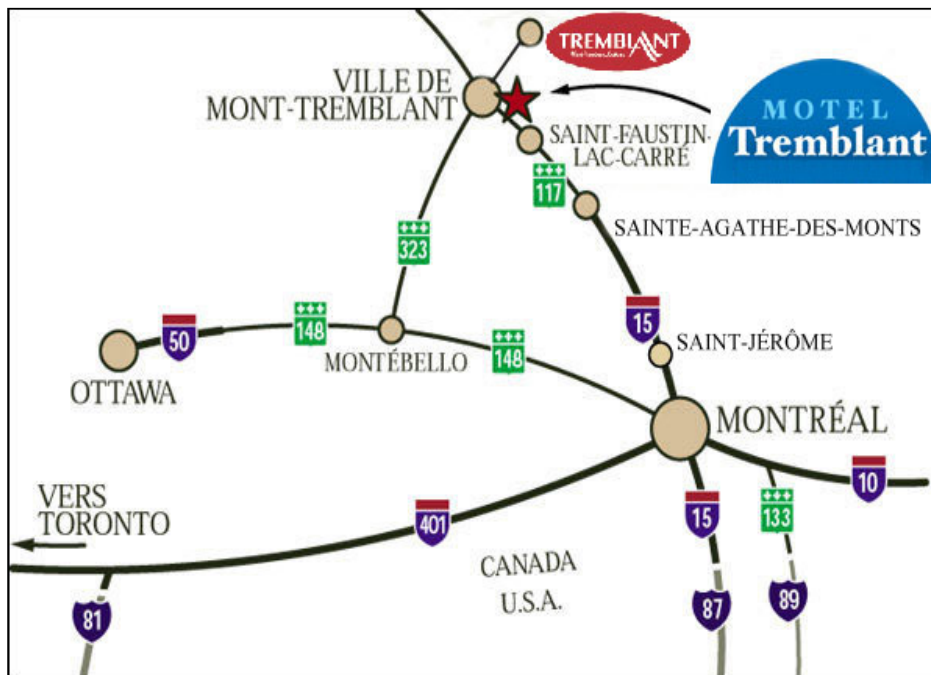 TREMBLANT
VILLE DE
MONT-TREMBLANT
MOTEL
Tremblant
SAINT-FAUSTIN-
LAC-CARRÉ
117
SAINTE-AGATHE-DES-MONTS
323
15
50
148
MONTÉBELLO
148
SAINT-JÉRÔME
OTTAWA
MONTRÉAL
VERS
TORONTO
401
15
10
133
CANADA
U.S.A.
81
87
89